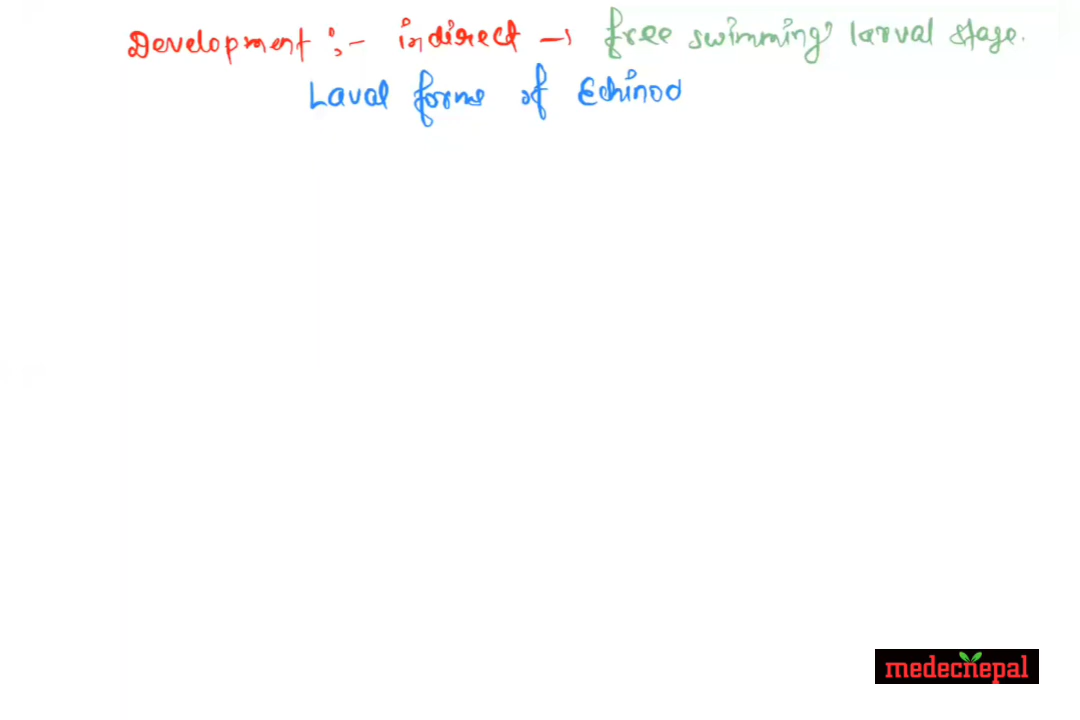 Development :- indirect → free swimming larval stage.
Laval forms of Echinod
medecnepal